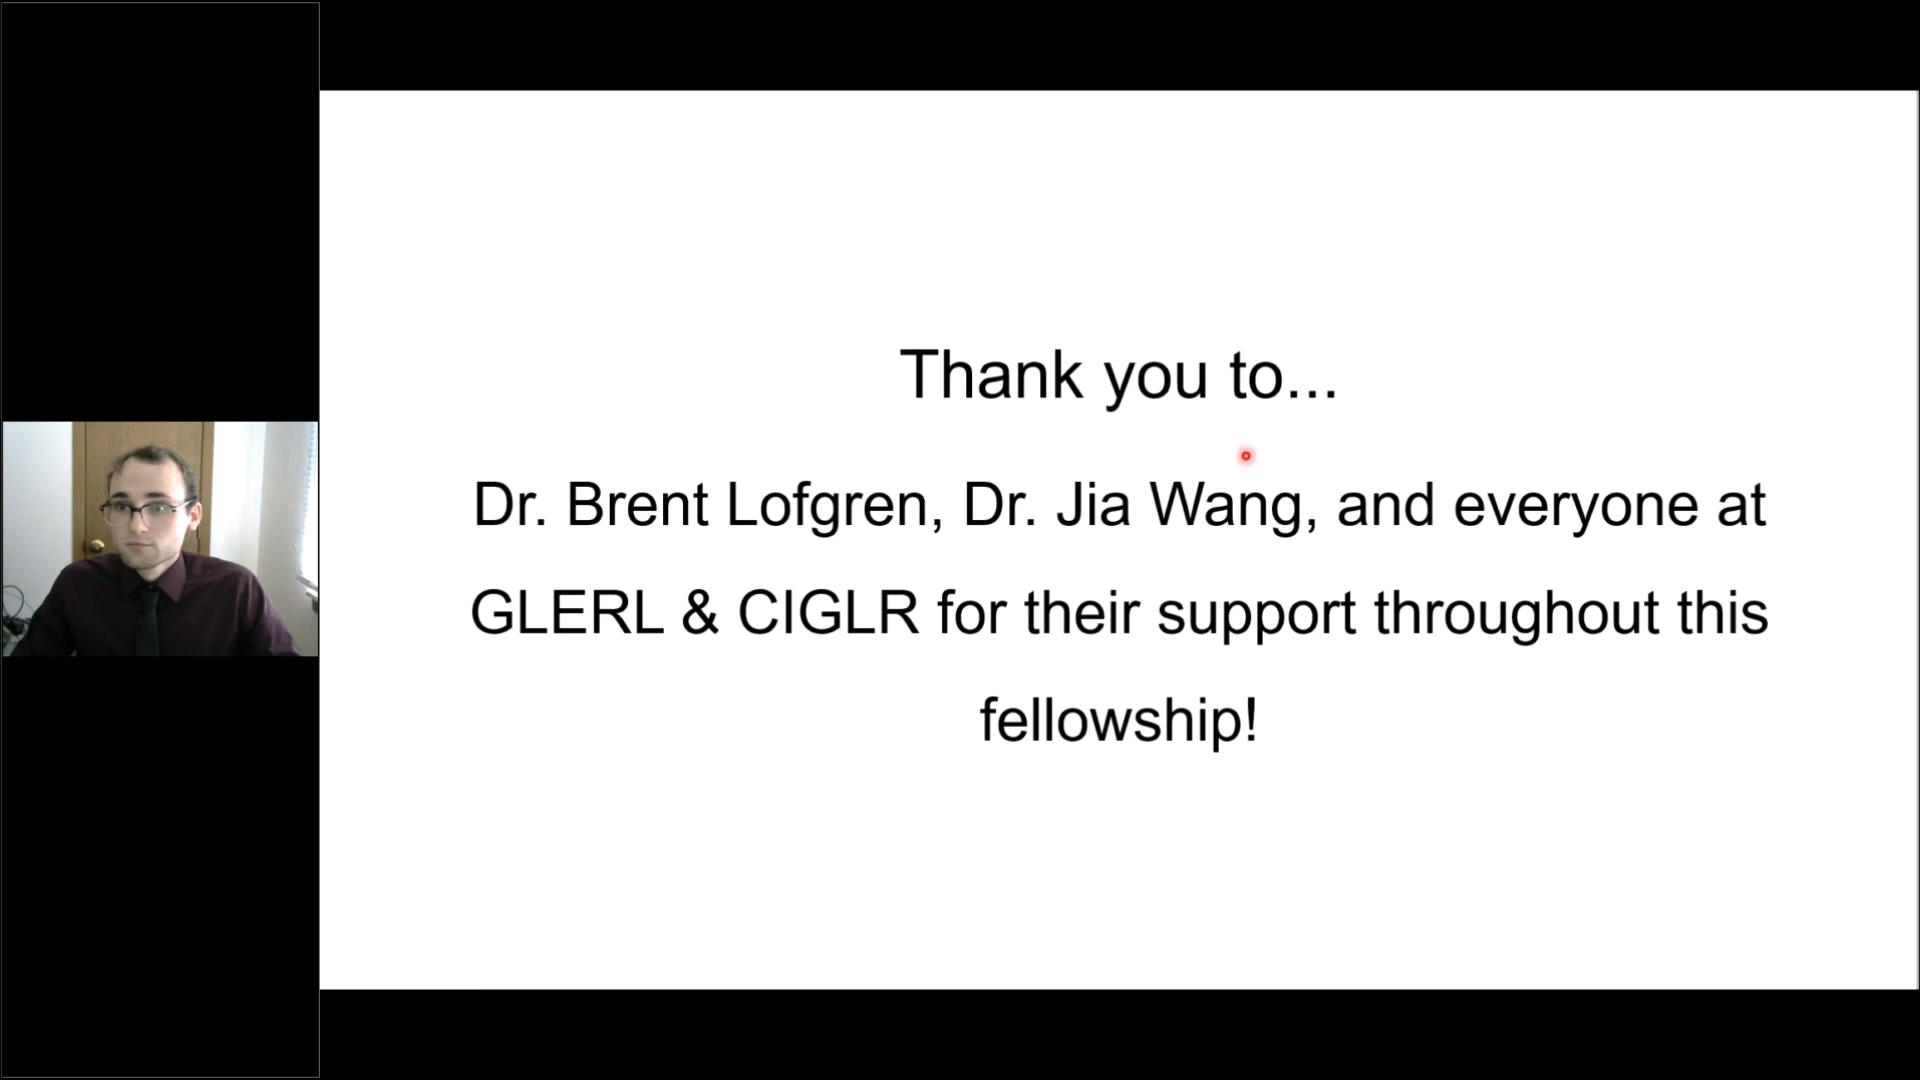 Thank you to...
Dr. Brent Lofgren, Dr. Jia Wang, and everyone at
GLERL & CIGLR for their support throughout this
fellowship!